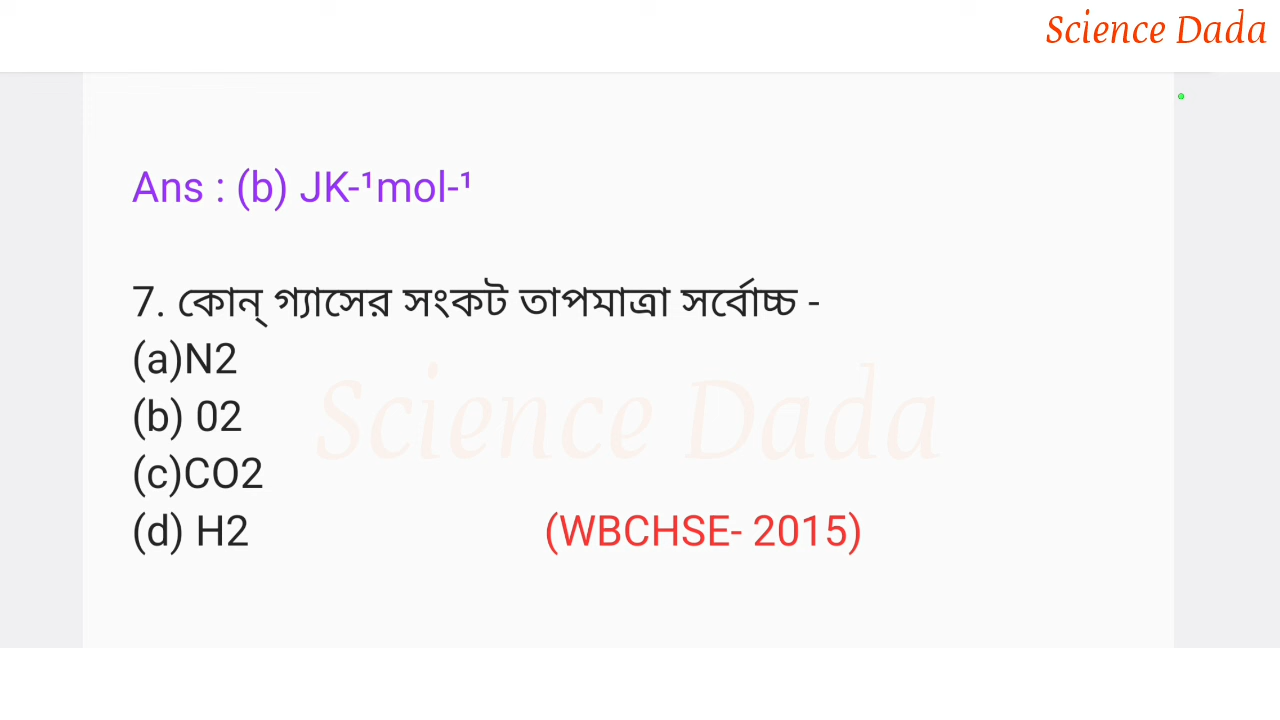 Science Dada
Ans : (b) JK-¹mol-¹
7. কোন্ গ্যাসের সংকট তাপমাত্রা সর্বোচ্চ -
(a)N2
(b) 02
(c)CO2
(d) H2 (WBCHSE- 2015)
Science Dada